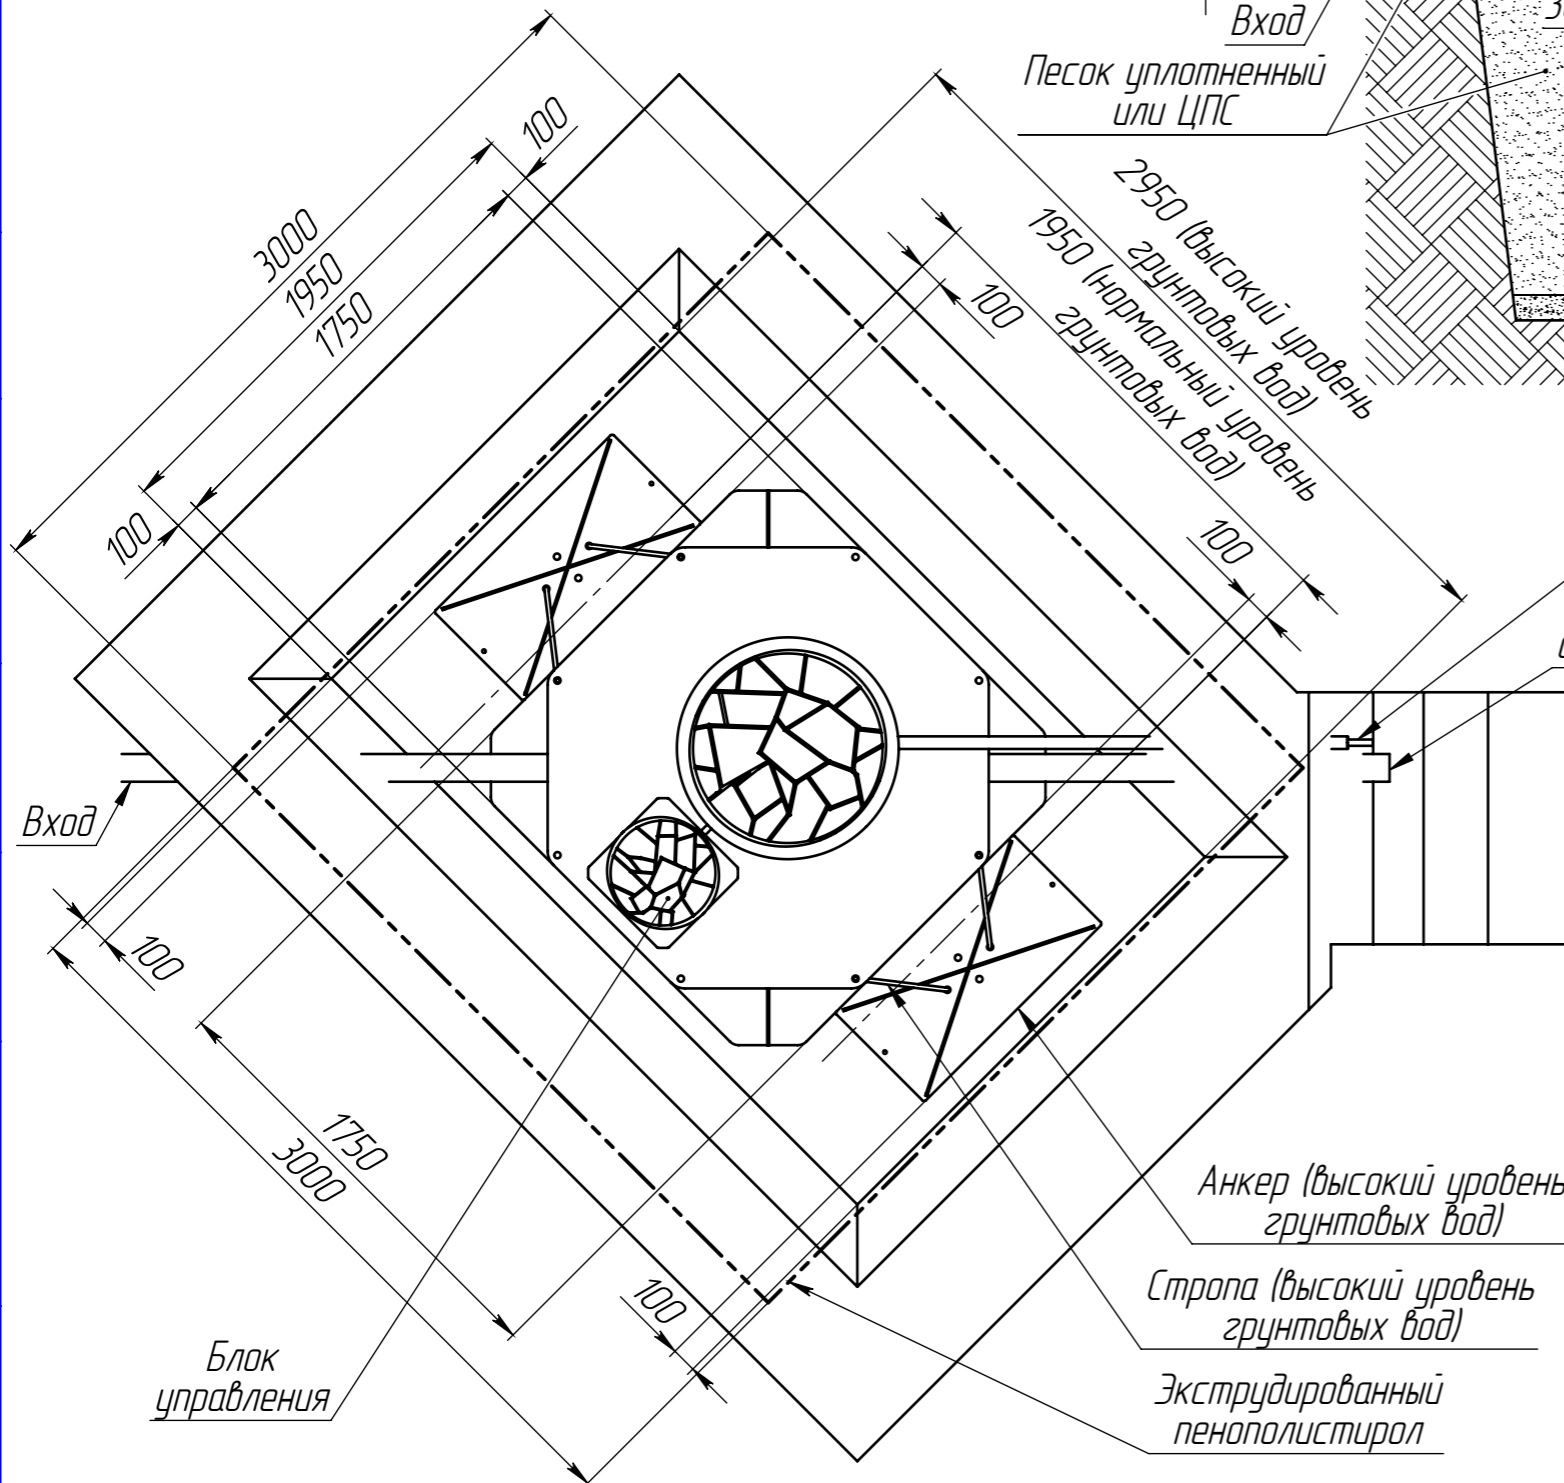 Вход
Песок уплотненный
или ЦПС
100
3000
1950
1750
2950 (высокий уровень
грунтовых вод)
1950 (нормальный уровень
грунтовых вод)
100
100
100
Вход
100
1750
3000
100
Анкер (высокий уровень
грунтовых вод)
Стропа (высокий уровень
грунтовых вод)
Блок
управления
Экструдированный
пенополистирол